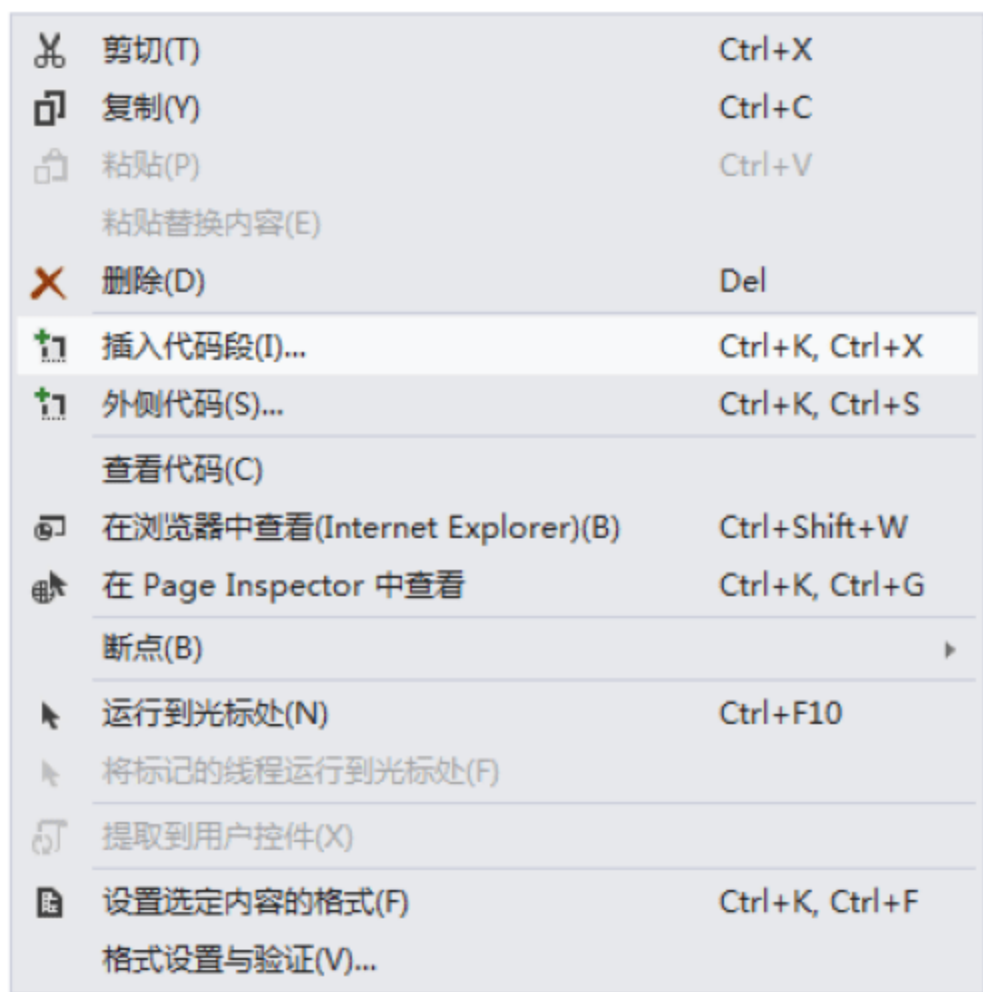 剪切(T) Ctrl+X
复制(Y) Ctrl+C
粘贴(P) Ctrl+V
粘贴替换内容(E)
删除(D) Del
插入代码段(I)... Ctrl+K, Ctrl+X
外侧代码(S)... Ctrl+K, Ctrl+S
查看代码(C)
在浏览器中查看(Internet Explorer)(B) Ctrl+Shift+W
在 Page Inspector 中查看 Ctrl+K, Ctrl+G
断点(B)
运行到光标处(N) Ctrl+F10
将标记的线程运行到光标处(F)
提取到用户控件(X)
设置选定内容的格式(F) Ctrl+K, Ctrl+F
格式设置与验证(V)...